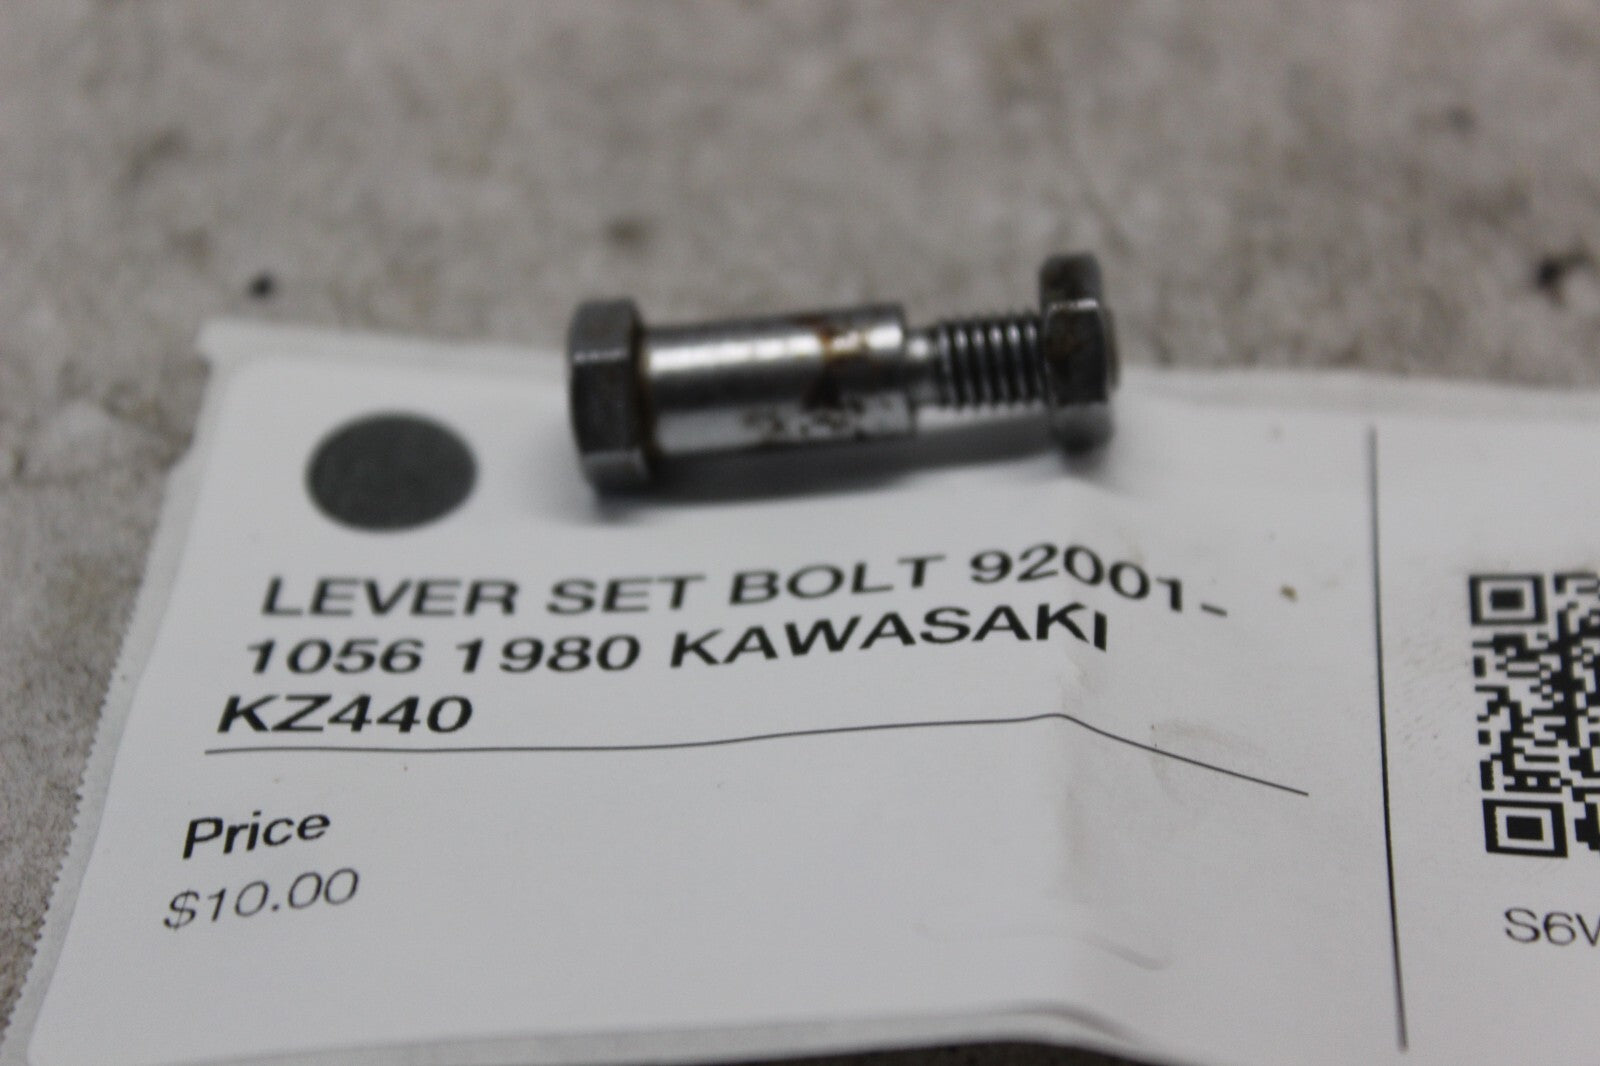 LEVER SET BOLT 92001-
1056 1980 KAWASAKI
KZ440
Price
$10.00